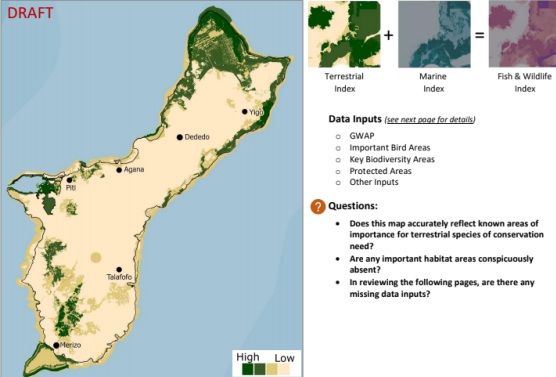 DRAFT
Yigo
Dededo
Agana
Piti
Talafofo
Merizo
High Low
+
=
Terrestrial
Index
Marine
Index
Fish & Wildlife
Index
Data Inputs (see next page for details)
o GWAP
o Important Bird Areas
o Key Biodiversity Areas
o Protected Areas
o Other Inputs
? Questions:
• Does this map accurately reflect known areas of
importance for terrestrial species of conservation
need?
• Are any important habitat areas conspicuously
absent?
• In reviewing the following pages, are there any
missing data inputs?